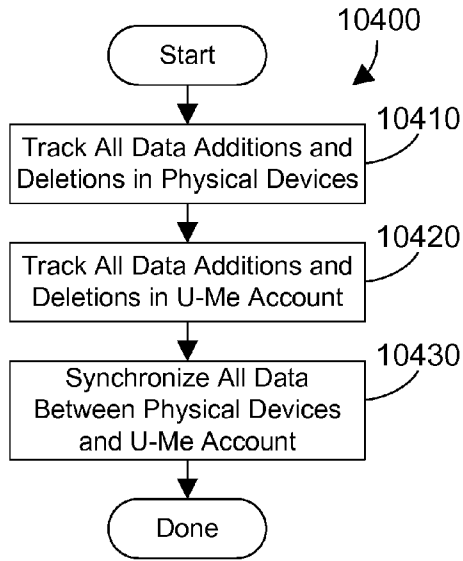 10400
Start
10410
Track All Data Additions and
Deletions in Physical Devices
10420
Track All Data Additions and
Deletions in U-Me Account
10430
Synchronize All Data
Between Physical Devices
and U-Me Account
Done